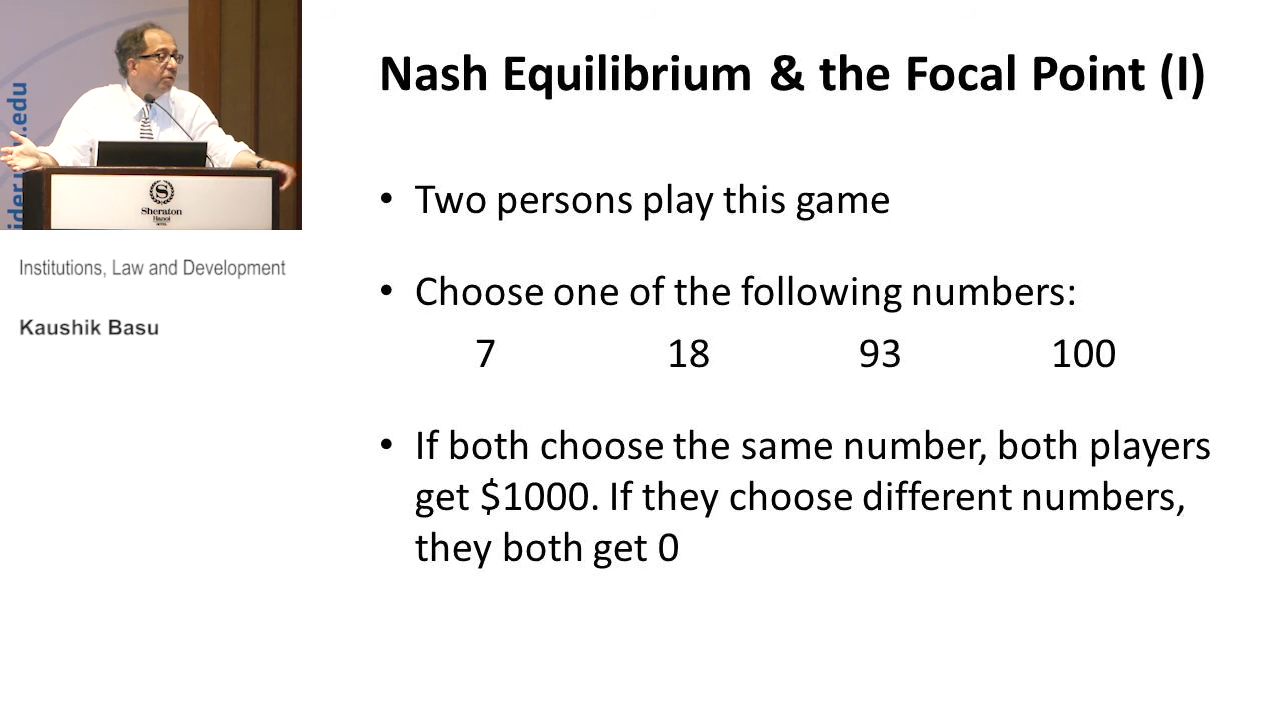 Nash Equilibrium & the Focal Point (I)
• Two persons play this game
• Choose one of the following numbers:
7 18 93 100
• If both choose the same number, both players
get $1000. If they choose different numbers,
they both get 0
Sheraton
Hanoi
Institutions, Law and Development
Kaushik Basu